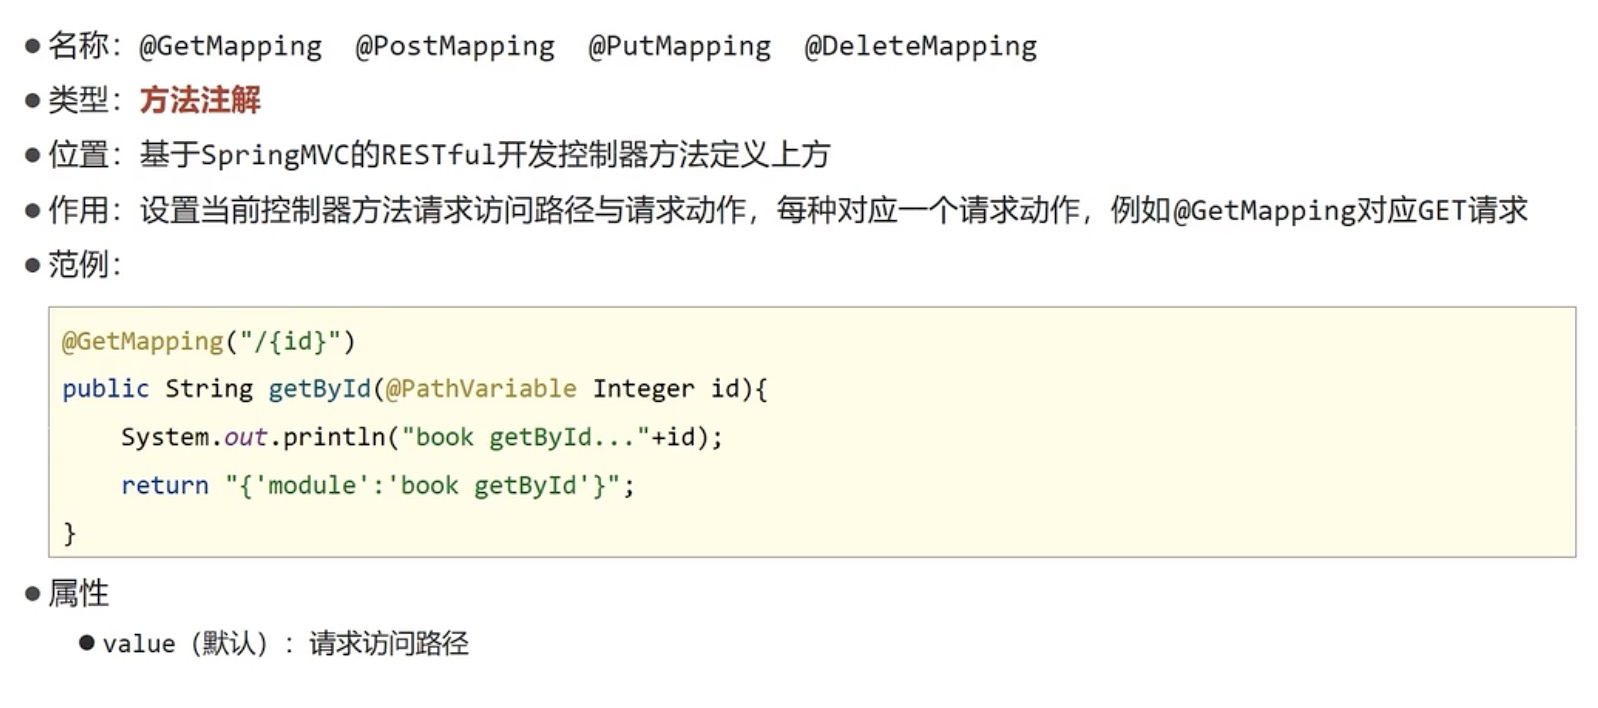 ● 名称：@GetMapping @PostMapping @PutMapping @DeleteMapping
● 类型：方法注解
● 位置：基于SpringMVC的RESTful开发控制器方法定义上方
● 作用：设置当前控制器方法请求访问路径与请求动作，每种对应一个请求动作，例如@GetMapping对应GET请求
● 范例：
@GetMapping("/{id}")
public String getById(@PathVariable Integer id){
    System.out.println("book getById..."+id);
    return "{'module':'book getById'}";
}
● 属性
● value（默认）：请求访问路径